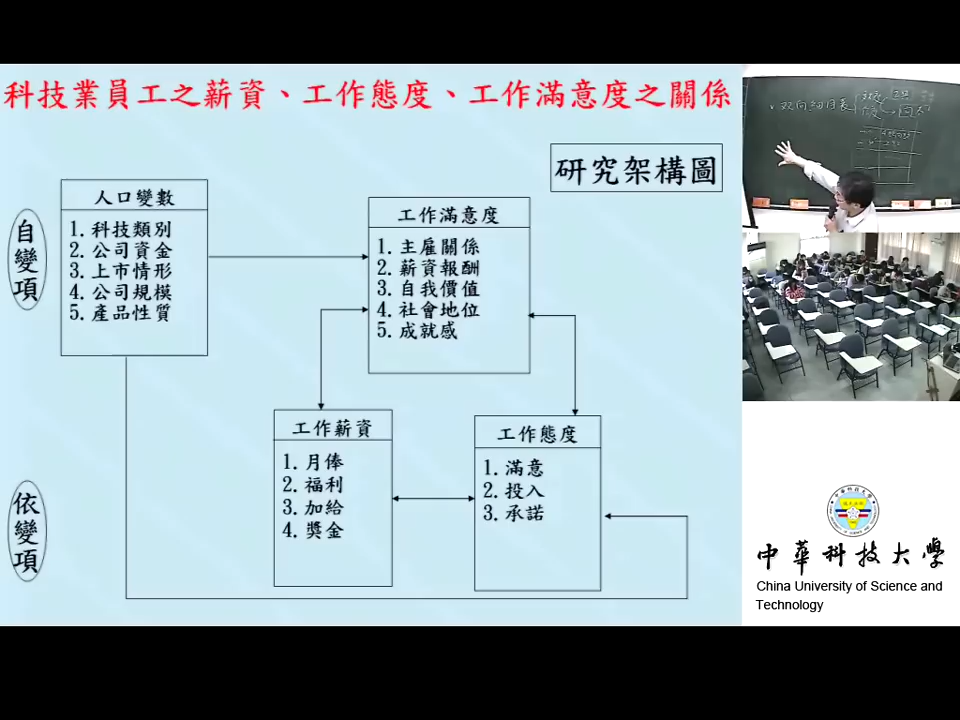 科技業員工之薪資、工作態度、工作滿意度之關係
研究架構圖
自變項
人口變數
1. 科技類別
2. 公司資金
3. 上市情形
4. 公司規模
5. 產品性質
工作滿意度
1. 主雇關係
2. 薪資報酬
3. 自我價值
4. 社會地位
5. 成就感
依變項
工作薪資
1. 月俸
2. 福利
3. 加給
4. 獎金
工作態度
1. 滿意
2. 投入
3. 承諾
雙向細目表
中華科技大學
China University of Science and
Technology